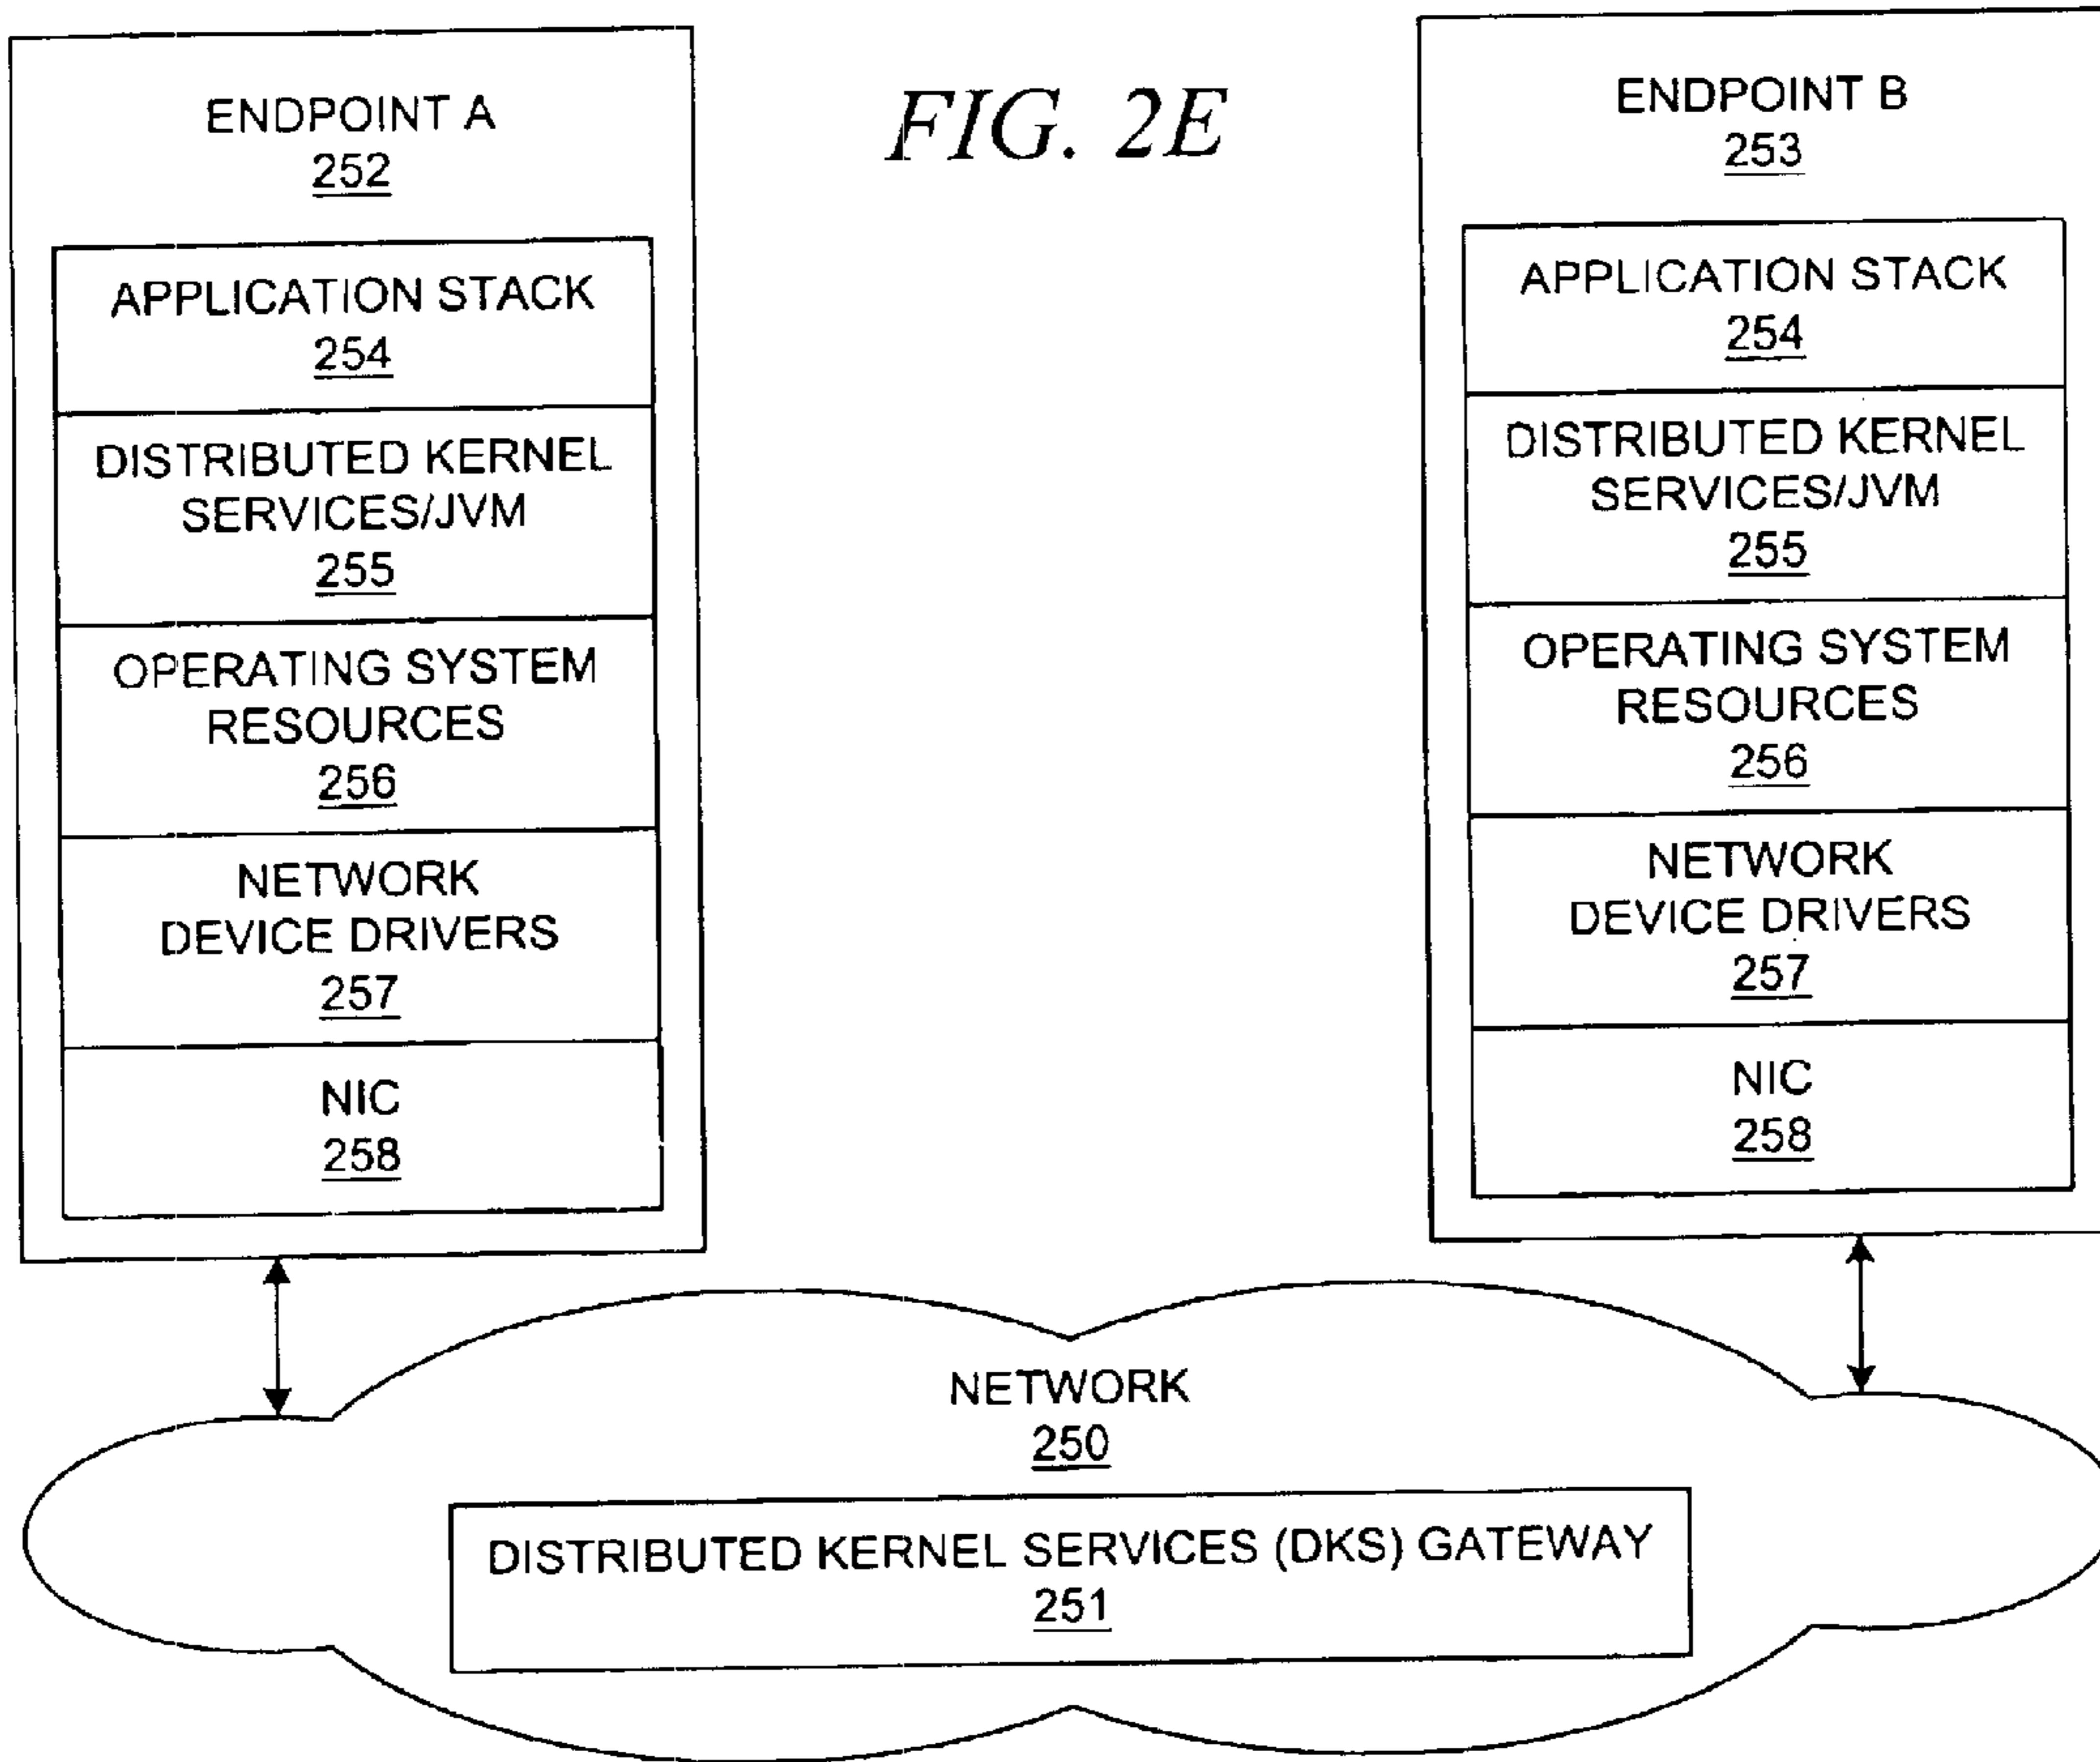 FIG. 2E
ENDPOINT A
252
APPLICATION STACK
254
DISTRIBUTED KERNEL
SERVICES/JVM
255
OPERATING SYSTEM
RESOURCES
256
NETWORK
DEVICE DRIVERS
257
NIC
258
ENDPOINT B
253
APPLICATION STACK
254
DISTRIBUTED KERNEL
SERVICES/JVM
255
OPERATING SYSTEM
RESOURCES
256
NETWORK
DEVICE DRIVERS
257
NIC
258
NETWORK
250
DISTRIBUTED KERNEL SERVICES (DKS) GATEWAY
251